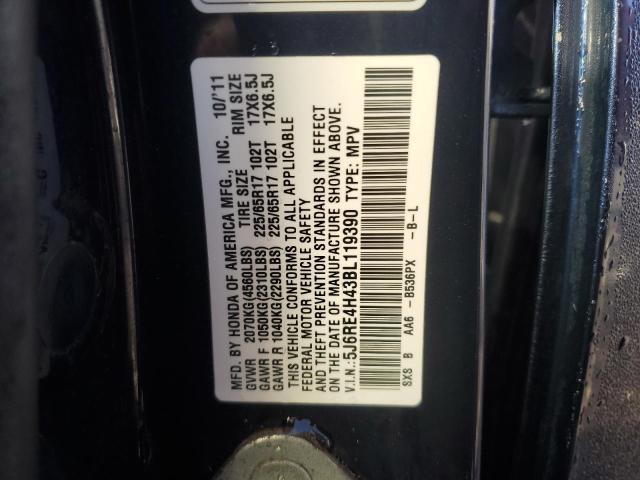 MFD. BY HONDA OF AMERICA MFG., INC. 10/'11
GVWR 2070KG(4560LBS) TIRE SIZE RIM SIZE
GAWR F 1050KG(2310LBS) 225/65R17 102T 17X6.5J
GAWR R 1040KG(2290LBS) 225/65R17 102T 17X6.5J
THIS VEHICLE CONFORMS TO ALL APPLICABLE
FEDERAL MOTOR VEHICLE SAFETY
AND THEFT PREVENTION STANDARDS IN EFFECT
ON THE DATE OF MANUFACTURE SHOWN ABOVE.
V.I.N.:5J6RE4H43BL119390 TYPE: MPV
SXS B AA6 -B536PX -B-L